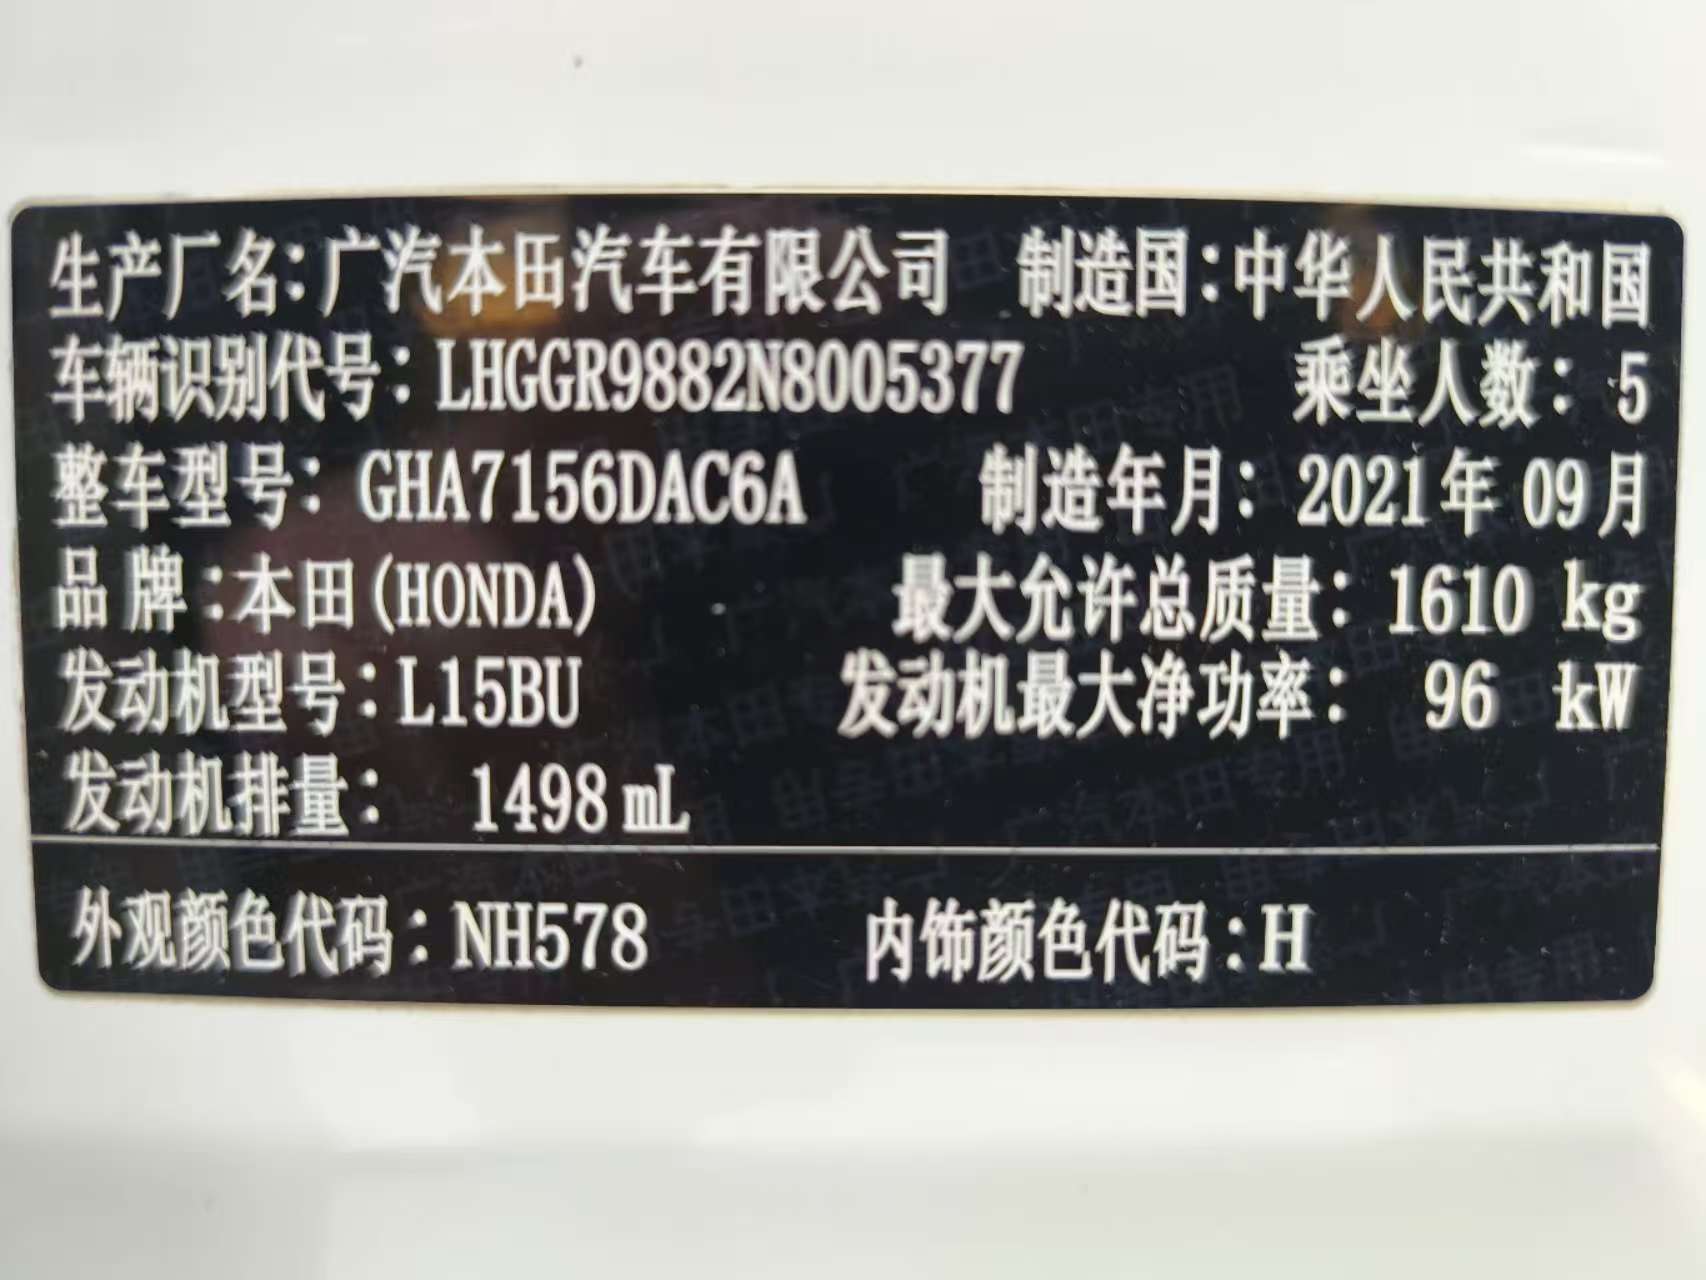 生产厂名：广汽本田汽车有限公司 制造国：中华人民共和国
车辆识别代号：LHGGR9882N8005377 乘坐人数：5
整车型号：GHA7156DAC6A 制造年月：2021年 09月
品 牌：本田(HONDA) 最大允许总质量：1610 kg
发动机型号：L15BU 发动机最大净功率： 96 kW
发动机排量： 1498 mL
外观颜色代码：NH578 内饰颜色代码：H